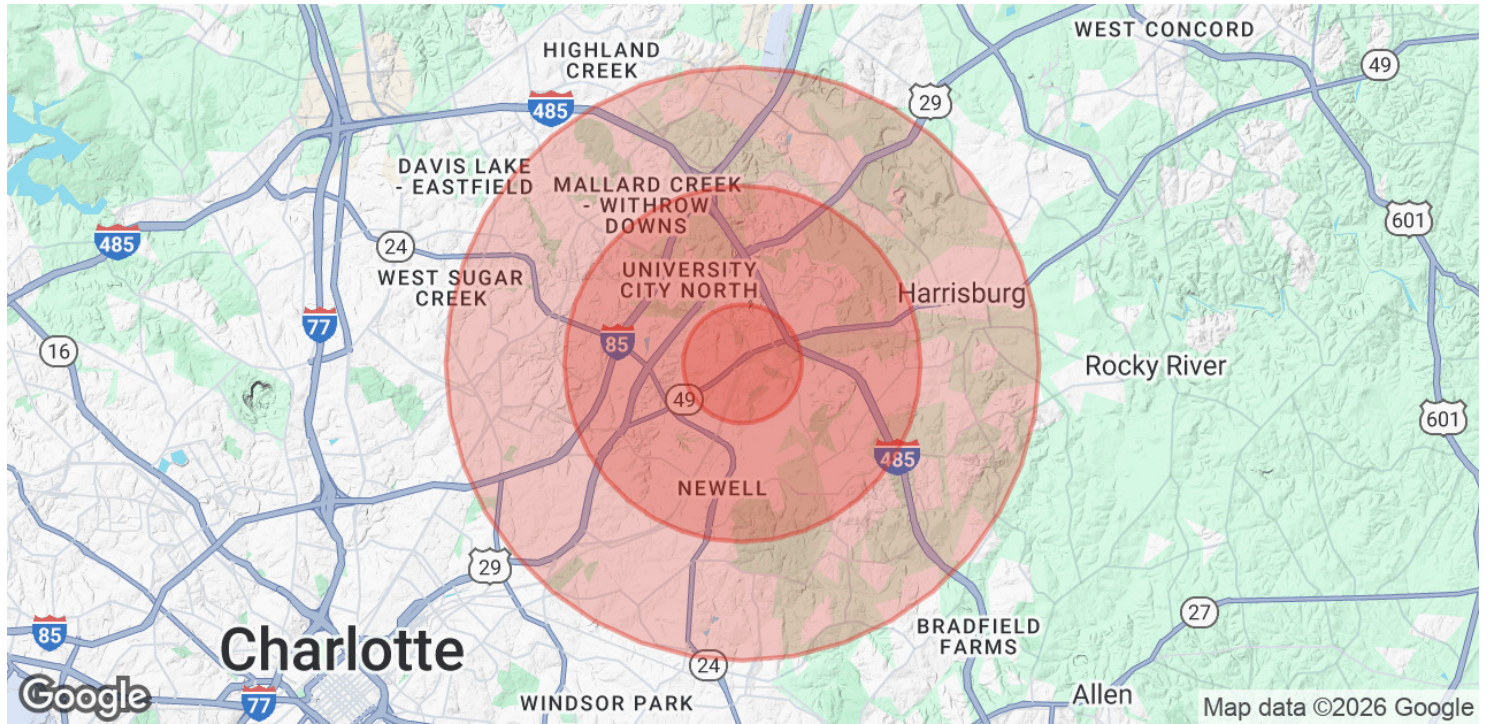 WEST CONCORD
HIGHLAND
CREEK
49
29
485
DAVIS LAKE
- EASTFIELD
MALLARD CREEK
- WITHROW
DOWNS
601
485
24
WEST SUGAR
CREEK
UNIVERSITY
CITY NORTH
Harrisburg
77
85
16
Rocky River
49
601
485
NEWELL
29
27
85
Charlotte
BRADFIELD
FARMS
24
Allen
Google
77
WINDSOR PARK
Map data ©2026 Google